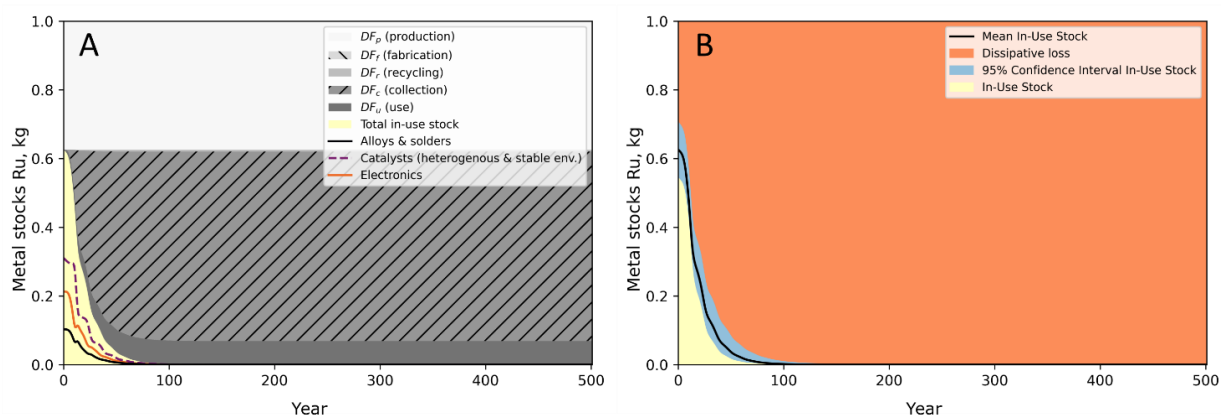 A
DF_p (production)
DF_f (fabrication)
DF_r (recycling)
DF_c (collection)
DF_u (use)
Total in-use stock
Alloys & solders
Catalysts (heterogenous & stable env.)
Electronics
Metal stocks Ru, kg
1.0
0.8
0.6
0.4
0.2
0.0
0
100
200
300
400
500
Year
B
Mean In-Use Stock
Dissipative loss
95% Confidence Interval In-Use Stock
In-Use Stock
Metal stocks Ru, kg
1.0
0.8
0.6
0.4
0.2
0.0
0
100
200
300
400
500
Year